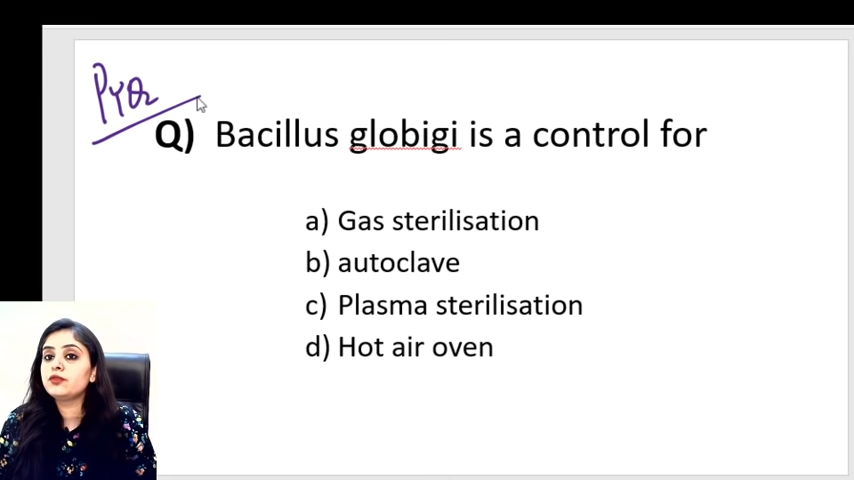 PYQ
Q) Bacillus globigi is a control for
a) Gas sterilisation
b) autoclave
c) Plasma sterilisation
d) Hot air oven